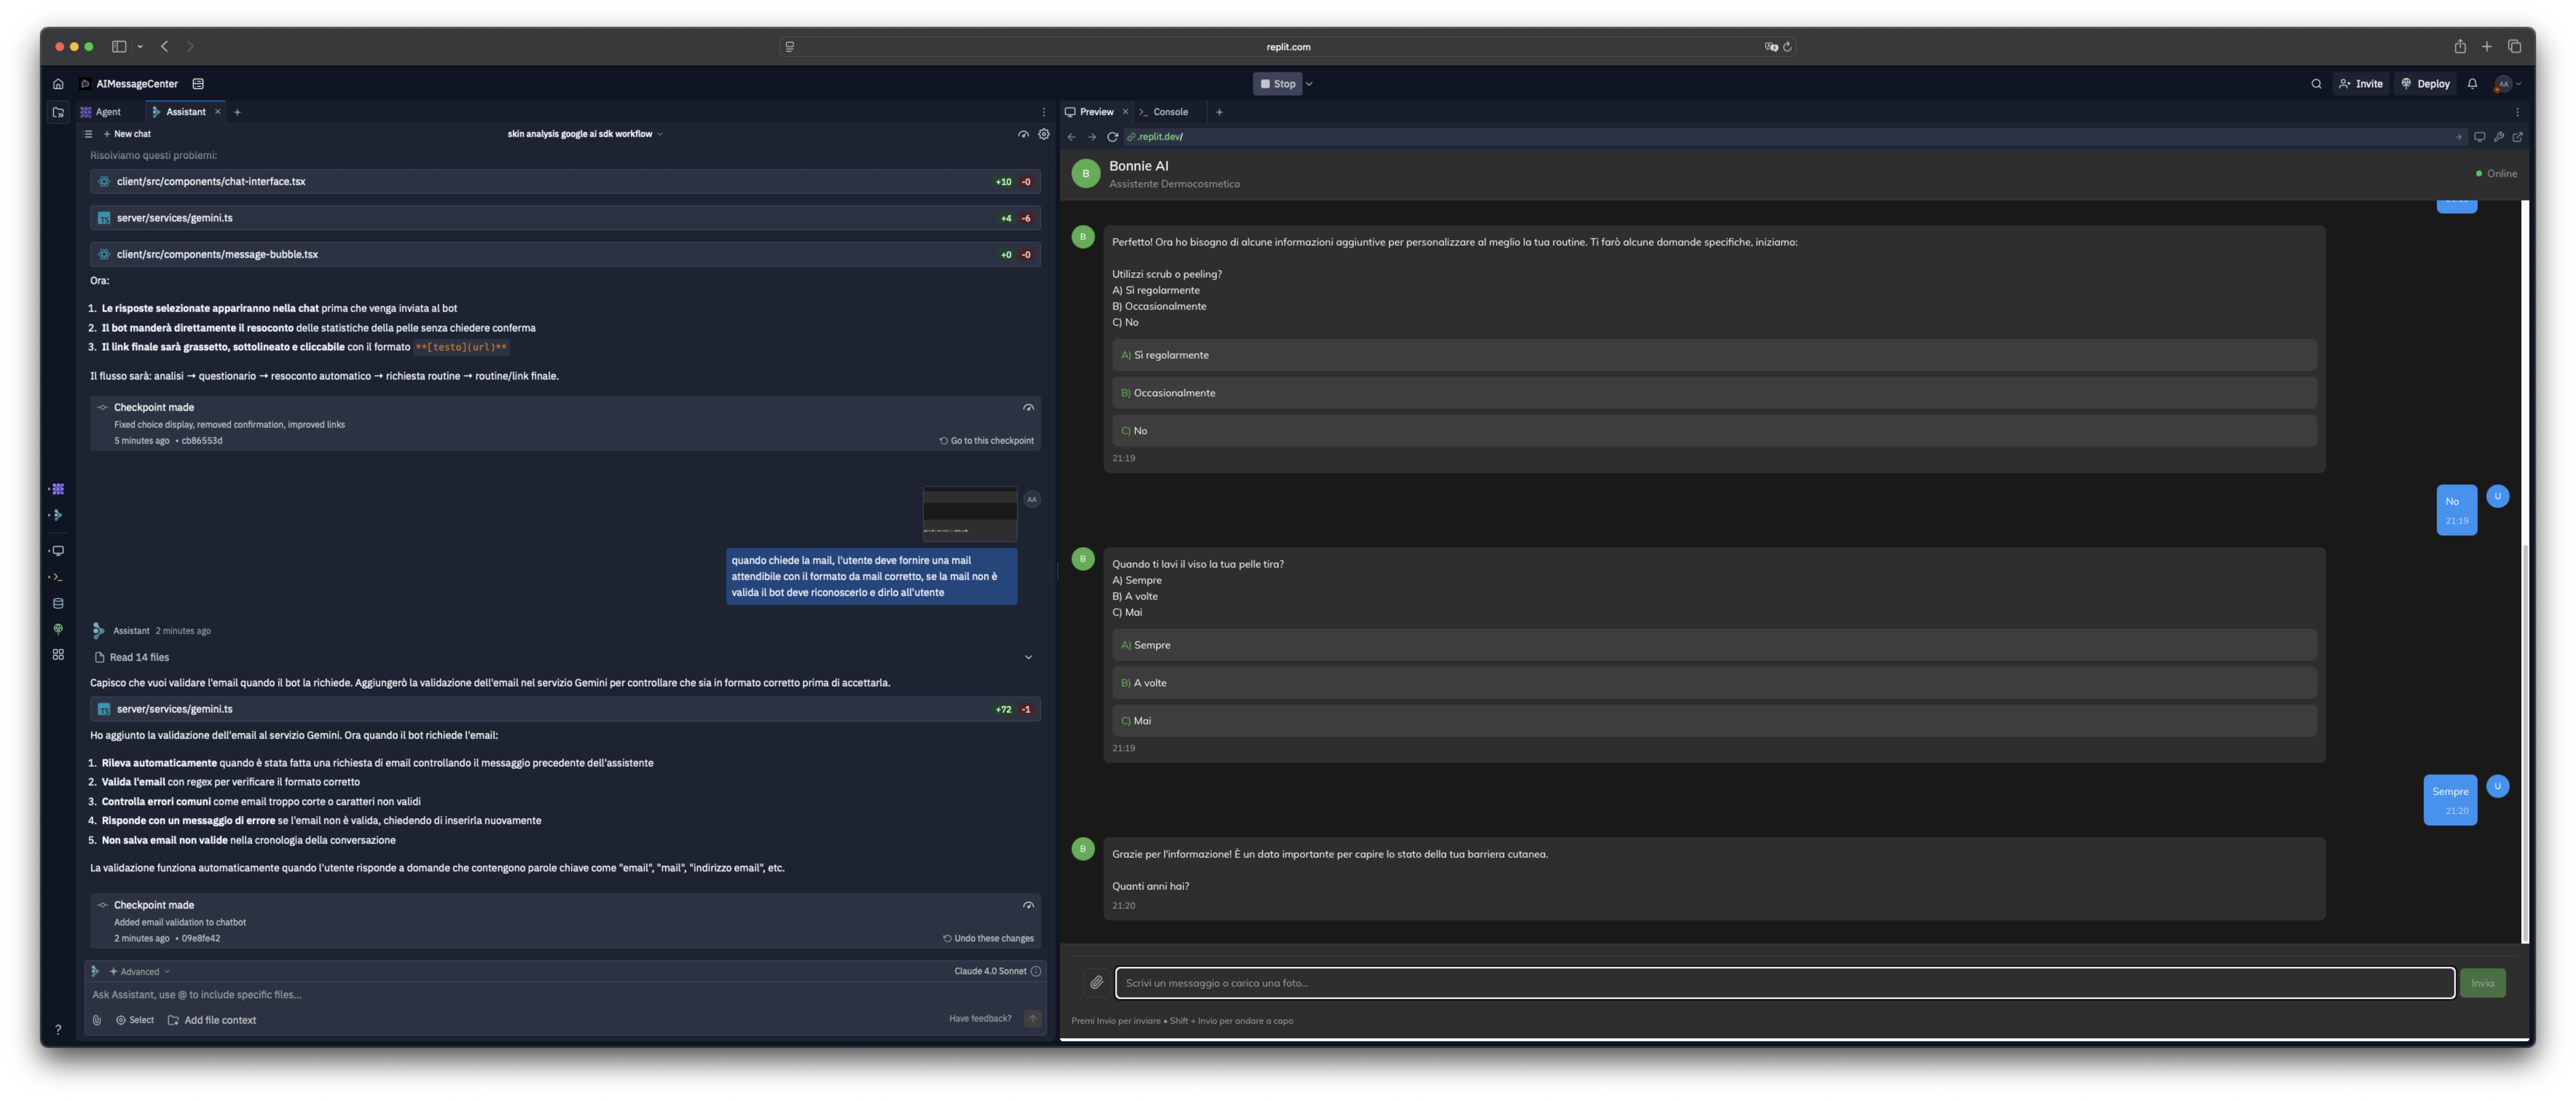 replit.com
AIMessageCenter
Stop
Invite
Deploy
AA
Agent
Assistant
New chat
skin analysis google ai sdk workflow
Risolviamo questi problemi:
client/src/components/chat-interface.tsx +10 -0
server/services/gemini.ts +4 -6
client/src/components/message-bubble.tsx +0 -0
Ora:
1. Le risposte selezionate appariranno nella chat prima che venga inviata al bot
2. Il bot manderà direttamente il resoconto delle statistiche della pelle senza chiedere conferma
3. Il link finale sarà grassetto, sottolineato e cliccabile con il formato **[testo](url)**
Il flusso sarà: analisi → questionario → resoconto automatico → richiesta routine → routine/link finale.
Checkpoint made
Fixed choice display, removed confirmation, improved links
5 minutes ago • cb86553d
Go to this checkpoint
AA
quando chiede la mail, l'utente deve fornire una mail
attendibile con il formato da mail corretto, se la mail non è
valida il bot deve riconoscerlo e dirlo all'utente
Assistant 2 minutes ago
Read 14 files
Capisco che vuoi validare l'email quando il bot la richiede. Aggiungerò la validazione dell'email nel servizio Gemini per controllare che sia in formato corretto prima di accettarla.
TS server/services/gemini.ts +72 -1
Ho aggiunto la validazione dell'email al servizio Gemini. Ora quando il bot richiede l'email:
1. Rileva automaticamente quando è stata fatta una richiesta di email controllando il messaggio precedente dell'assistente
2. Valida l'email con regex per verificare il formato corretto
3. Controlla errori comuni come email troppo corte o caratteri non validi
4. Risponde con un messaggio di errore se l'email non è valida, chiedendo di inserirla nuovamente
5. Non salva email non valide nella cronologia della conversazione
La validazione funziona automaticamente quando l'utente risponde a domande che contengono parole chiave come "email", "mail", "indirizzo email", etc.
Checkpoint made
Added email validation to chatbot
2 minutes ago • 09e8fe42
Undo these changes
Advanced
Claude 4.0 Sonnet
Ask Assistant, use @ to include specific files...
Select
Add file context
Have feedback?
?
Preview
Console
.replit.dev/
B
Bonnie AI
Assistente Dermocosmetico
Online
B
Perfetto! Ora ho bisogno di alcune informazioni aggiuntive per personalizzare al meglio la tua routine. Ti farò alcune domande specifiche, iniziamo:
Utilizzi scrub o peeling?
A) Sì regolarmente
B) Occasionalmente
C) No
A) Sì regolarmente
B) Occasionalmente
C) No
21:19
No
21:19
U
B
Quando ti lavi il viso la tua pelle tira?
A) Sempre
B) A volte
C) Mai
A) Sempre
B) A volte
C) Mai
21:19
Sempre
21:20
U
B
Grazie per l'informazione! È un dato importante per capire lo stato della tua barriera cutanea.
Quanti anni hai?
21:20
Scrivi un messaggio o carica una foto...
Invia
Premi Invio per inviare • Shift + Invio per andare a capo